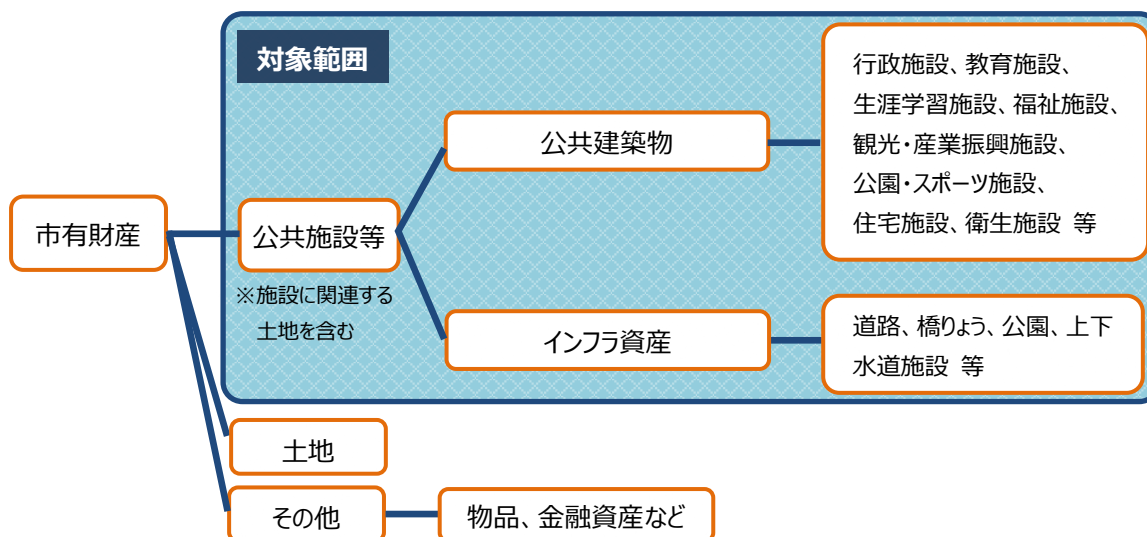 対象範囲
市有財産
公共施設等
※施設に関連する
土地を含む
公共建築物
行政施設、教育施設、
生涯学習施設、福祉施設、
観光・産業振興施設、
公園・スポーツ施設、
住宅施設、衛生施設 等
インフラ資産
道路、橋りょう、公園、上下
水道施設 等
土地
その他
物品、金融資産など